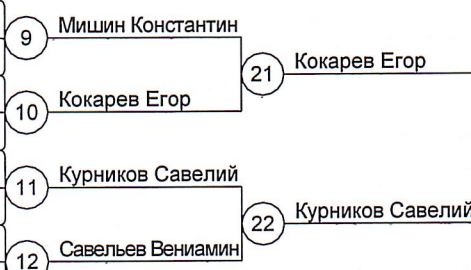 9 Мишин Константин
21 Кокарев Егор
10 Кокарев Егор
11 Курников Савелий
22 Курников Савелий
12 Савельев Вениамин